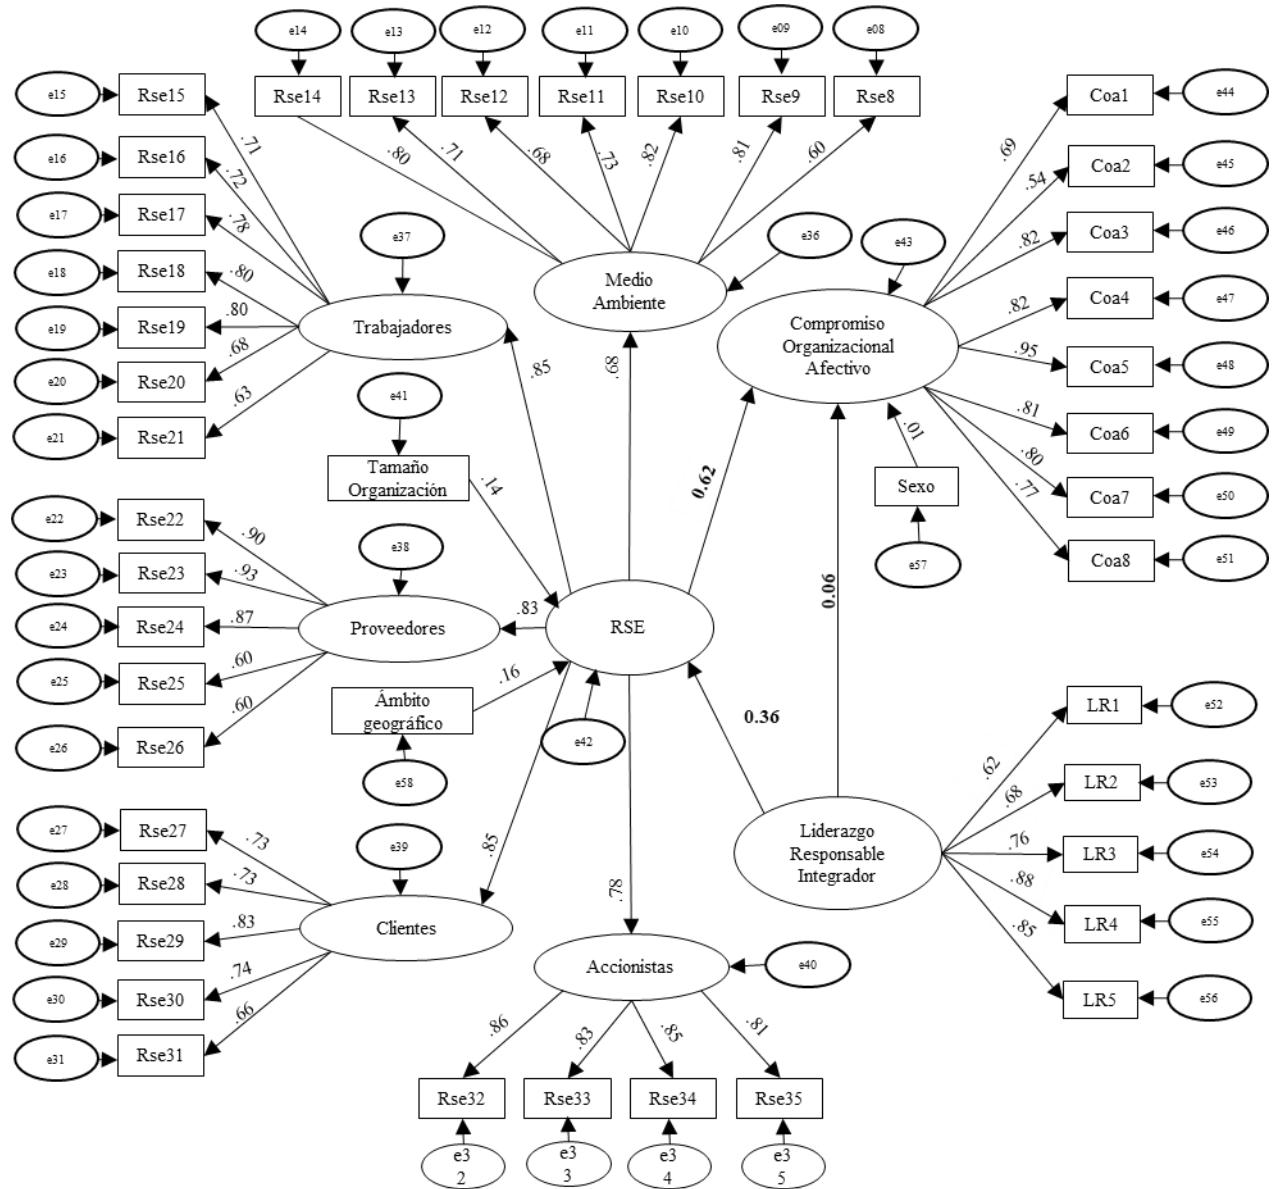 e14
e13
e12
e11
e10
e09
e08
Rse14
Rse13
Rse12
Rse11
Rse10
Rse9
Rse8
.80
.71
.68
.73
.82
.81
.60
e15
Rse15
.71
e16
Rse16
.72
e17
Rse17
.78
e18
Rse18
.80
e19
Rse19
.80
e20
Rse20
.68
e21
Rse21
.63
e37
Trabajadores
.85
e36
Medio
Ambiente
.68
e43
Compromiso
Organizacional
Afectivo
.69
Coa1
e44
.54
Coa2
e45
.82
Coa3
e46
.82
Coa4
e47
.95
Coa5
e48
.81
Coa6
e49
.80
Coa7
e50
.77
Coa8
e51
.01
Sexo
e57
0.62
0.06
e41
Tamaño
Organización
.14
e22
Rse22
.90
e23
Rse23
.93
e24
Rse24
.87
e25
Rse25
.60
e26
Rse26
.60
e38
Proveedores
.83
RSE
Ámbito
geográfico
.16
e58
e42
0.36
.85
.78
e27
Rse27
.73
e28
Rse28
.73
e29
Rse29
.83
e30
Rse30
.74
e31
Rse31
.66
e39
Clientes
Liderazgo
Responsable
Integrador
.62
LR1
e52
.68
LR2
e53
.76
LR3
e54
.88
LR4
e55
.85
LR5
e56
Accionistas
e40
.86
.83
.85
.81
Rse32
Rse33
Rse34
Rse35
e3
2
e3
3
e3
4
e3
5